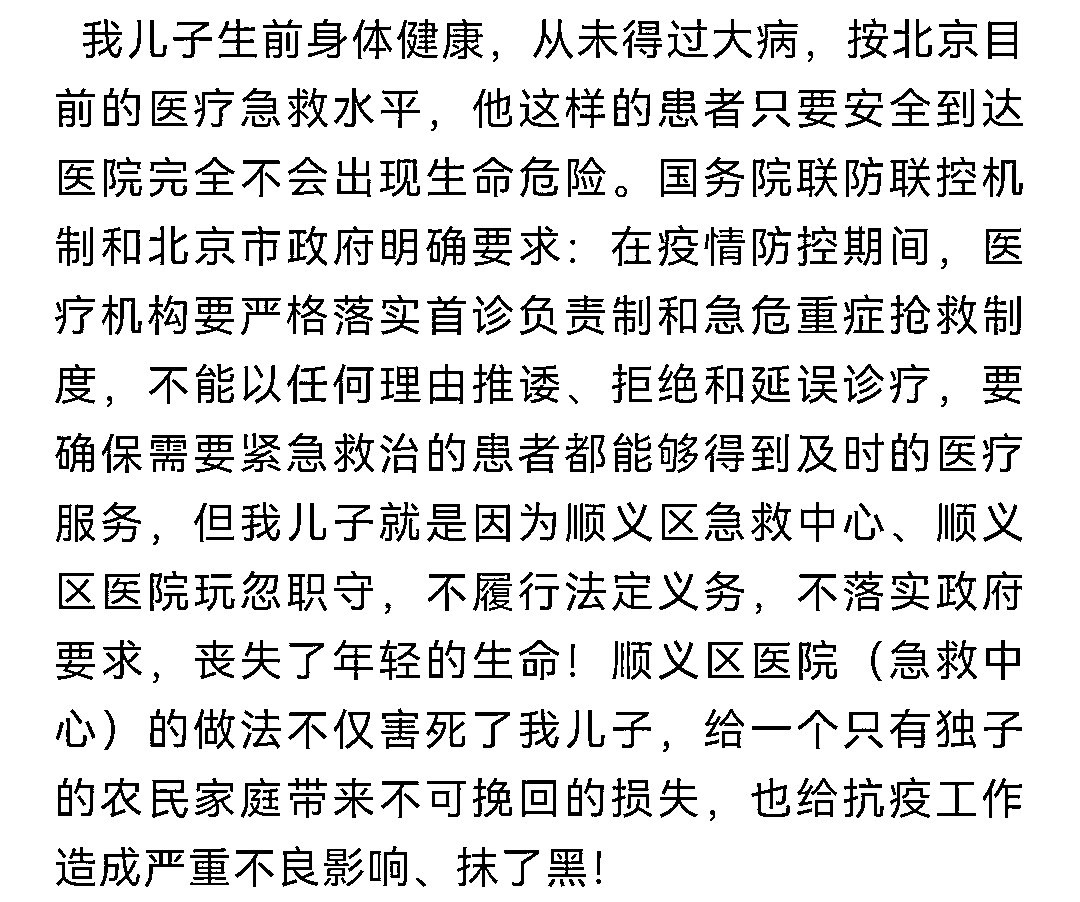 我儿子生前身体健康，从未得过大病，按北京目
前的医疗急救水平，他这样的患者只要安全到达
医院完全不会出现生命危险。国务院联防联控机
制和北京市政府明确要求：在疫情防控期间，医
疗机构要严格落实首诊负责制和急危重症抢救制
度，不能以任何理由推诿、拒绝和延误诊疗，要
确保需要紧急救治的患者都能够得到及时的医疗
服务，但我儿子就是因为顺义区急救中心、顺义
区医院玩忽职守，不履行法定义务，不落实政府
要求，丧失了年轻的生命！顺义区医院（急救中
心）的做法不仅害死了我儿子，给一个只有独子
的农民家庭带来不可挽回的损失，也给抗疫工作
造成严重不良影响、抹了黑！